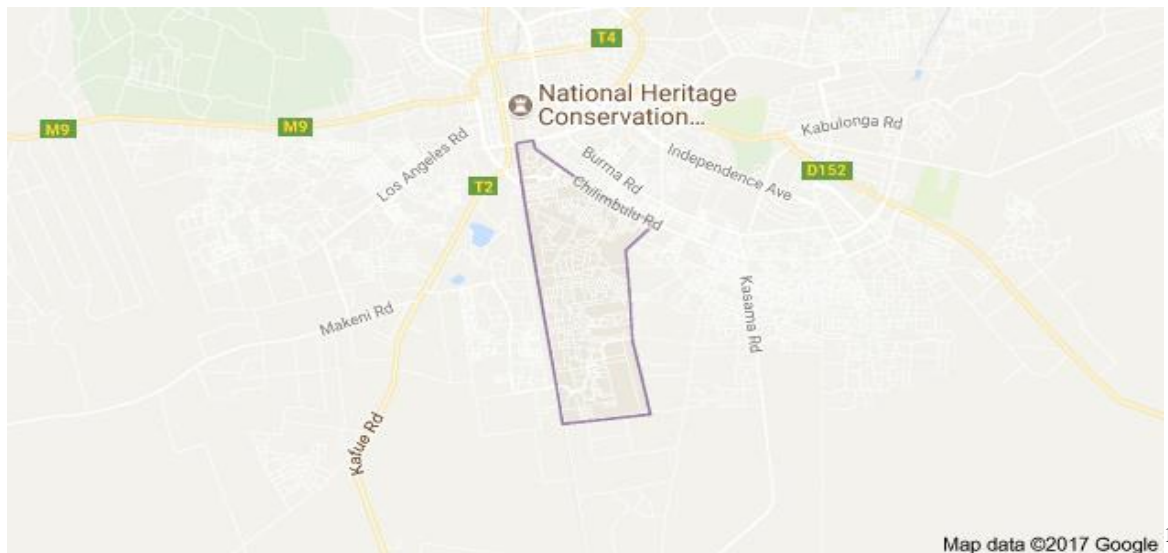 T4
National Heritage
Conservation...
M9
M9
Kabulonga Rd
Los Angeles Rd
Burma Rd
Independence Ave
D152
T2
Chilimbulu Rd
Makeni Rd
Kasama Rd
Kafue Rd
Map data ©2017 Google